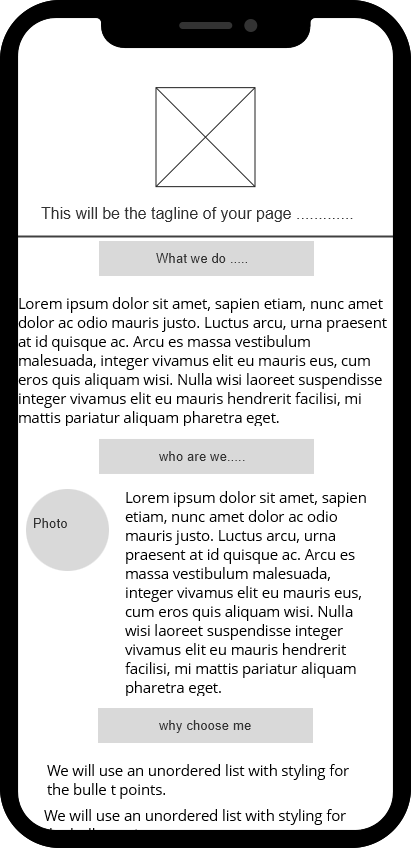 This will be the tagline of your page .............
What we do .....
Lorem ipsum dolor sit amet, sapien etiam, nunc amet
dolor ac odio mauris justo. Luctus arcu, urna praesent
at id quisque ac. Arcu es massa vestibulum
malesuada, integer vivamus elit eu mauris eus, cum
eros quis aliquam wisi. Nulla wisi laoreet suspendisse
integer vivamus elit eu mauris hendrerit facilisi, mi
mattis pariatur aliquam pharetra eget.
who are we.....
Photo
Lorem ipsum dolor sit amet, sapien
etiam, nunc amet dolor ac odio
mauris justo. Luctus arcu, urna
praesent at id quisque ac. Arcu es
massa vestibulum malesuada,
integer vivamus elit eu mauris eus,
cum eros quis aliquam wisi. Nulla
wisi laoreet suspendisse integer
vivamus elit eu mauris hendrerit
facilisi, mi mattis pariatur aliquam
pharetra eget.
why choose me
We will use an unordered list with styling for
the bulle t points.
We will use an unordered list with styling for